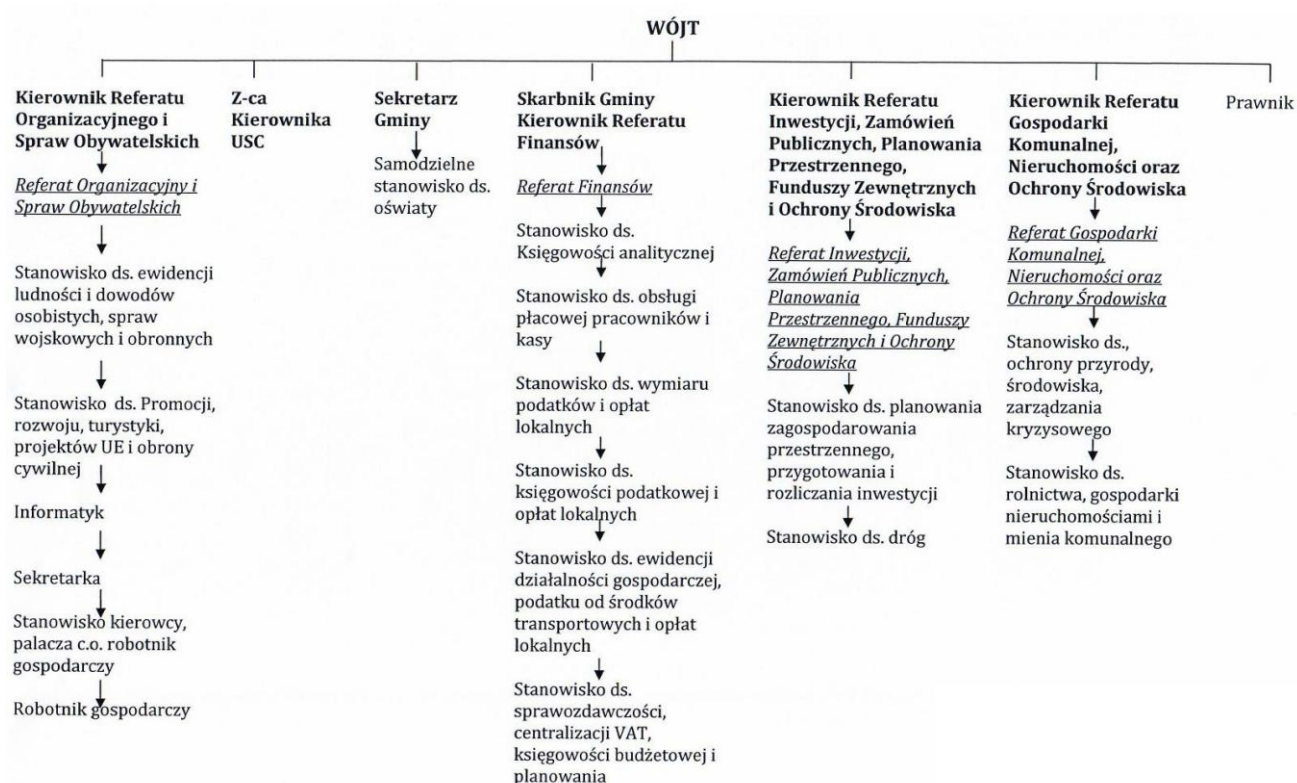 WÓJT
Kierownik Referatu
Organizacyjnego i
Spraw Obywatelskich
Referat Organizacyjny i
Spraw Obywatelskich
Stanowisko ds. ewidencji
ludności i dowodów
osobistych, spraw
wojskowych i obronnych
Stanowisko ds. Promocji,
rozwoju, turystyki,
projektów UE i obrony
cywilnej
Informatyk
Sekretarka
Stanowisko kierowcy,
palacza c.o. robotnik
gospodarczy
Robotnik gospodarczy
Z-ca
Kierownika
USC
Sekretarz
Gminy
Samodzielne
stanowisko ds.
oświaty
Skarbnik Gminy
Kierownik Referatu
Finansów
Referat Finansów
Stanowisko ds.
Księgowości analitycznej
Stanowisko ds. obsługi
płacowej pracowników i
kasy
Stanowisko ds. wymiaru
podatków i opłat
lokalnych
Stanowisko ds.
księgowości podatkowej i
opłat lokalnych
Stanowisko ds. ewidencji
działalności gospodarczej,
podatku od środków
transportowych i opłat
lokalnych
Stanowisko ds.
sprawozdawczości,
centralizacji VAT,
księgowości budżetowej i
planowania
Kierownik Referatu
Inwestycji, Zamówień
Publicznych, Planowania
Przestrzennego,
Funduszy Zewnętrznych
i Ochrony Środowiska
Referat Inwestycji,
Zamówień Publicznych,
Planowania
Przestrzennego, Funduszy
Zewnętrznych i Ochrony
Środowiska
Stanowisko ds. planowania
zagospodarowania
przestrzennego,
przygotowania i
rozliczania inwestycji
Stanowisko ds. dróg
Kierownik Referatu
Gospodarki
Komunalnej,
Nieruchomości oraz
Ochrony Środowiska
Referat Gospodarki
Komunalnej,
Nieruchomości oraz
Ochrony Środowiska
Stanowisko ds.,
ochrony przyrody,
środowiska,
zarządzania
kryzysowego
Stanowisko ds.
rolnictwa, gospodarki
nieruchomościami i
mienia komunalnego
Prawnik